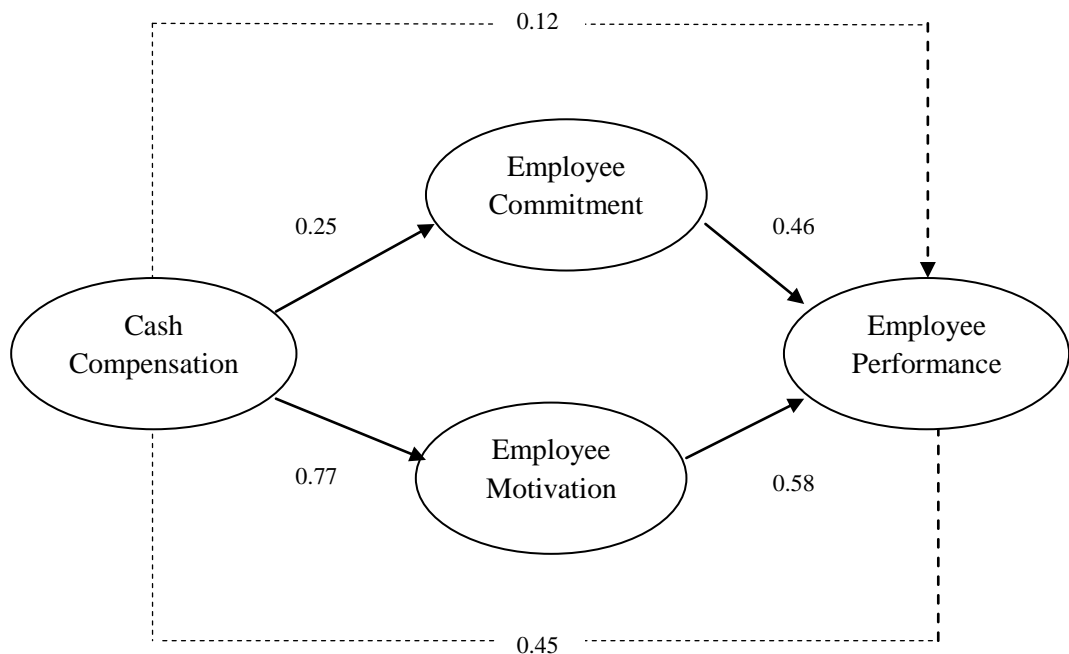 0.12
Employee
Commitment
0.25
0.46
Cash
Compensation
Employee
Performance
Employee
Motivation
0.77
0.58
0.45